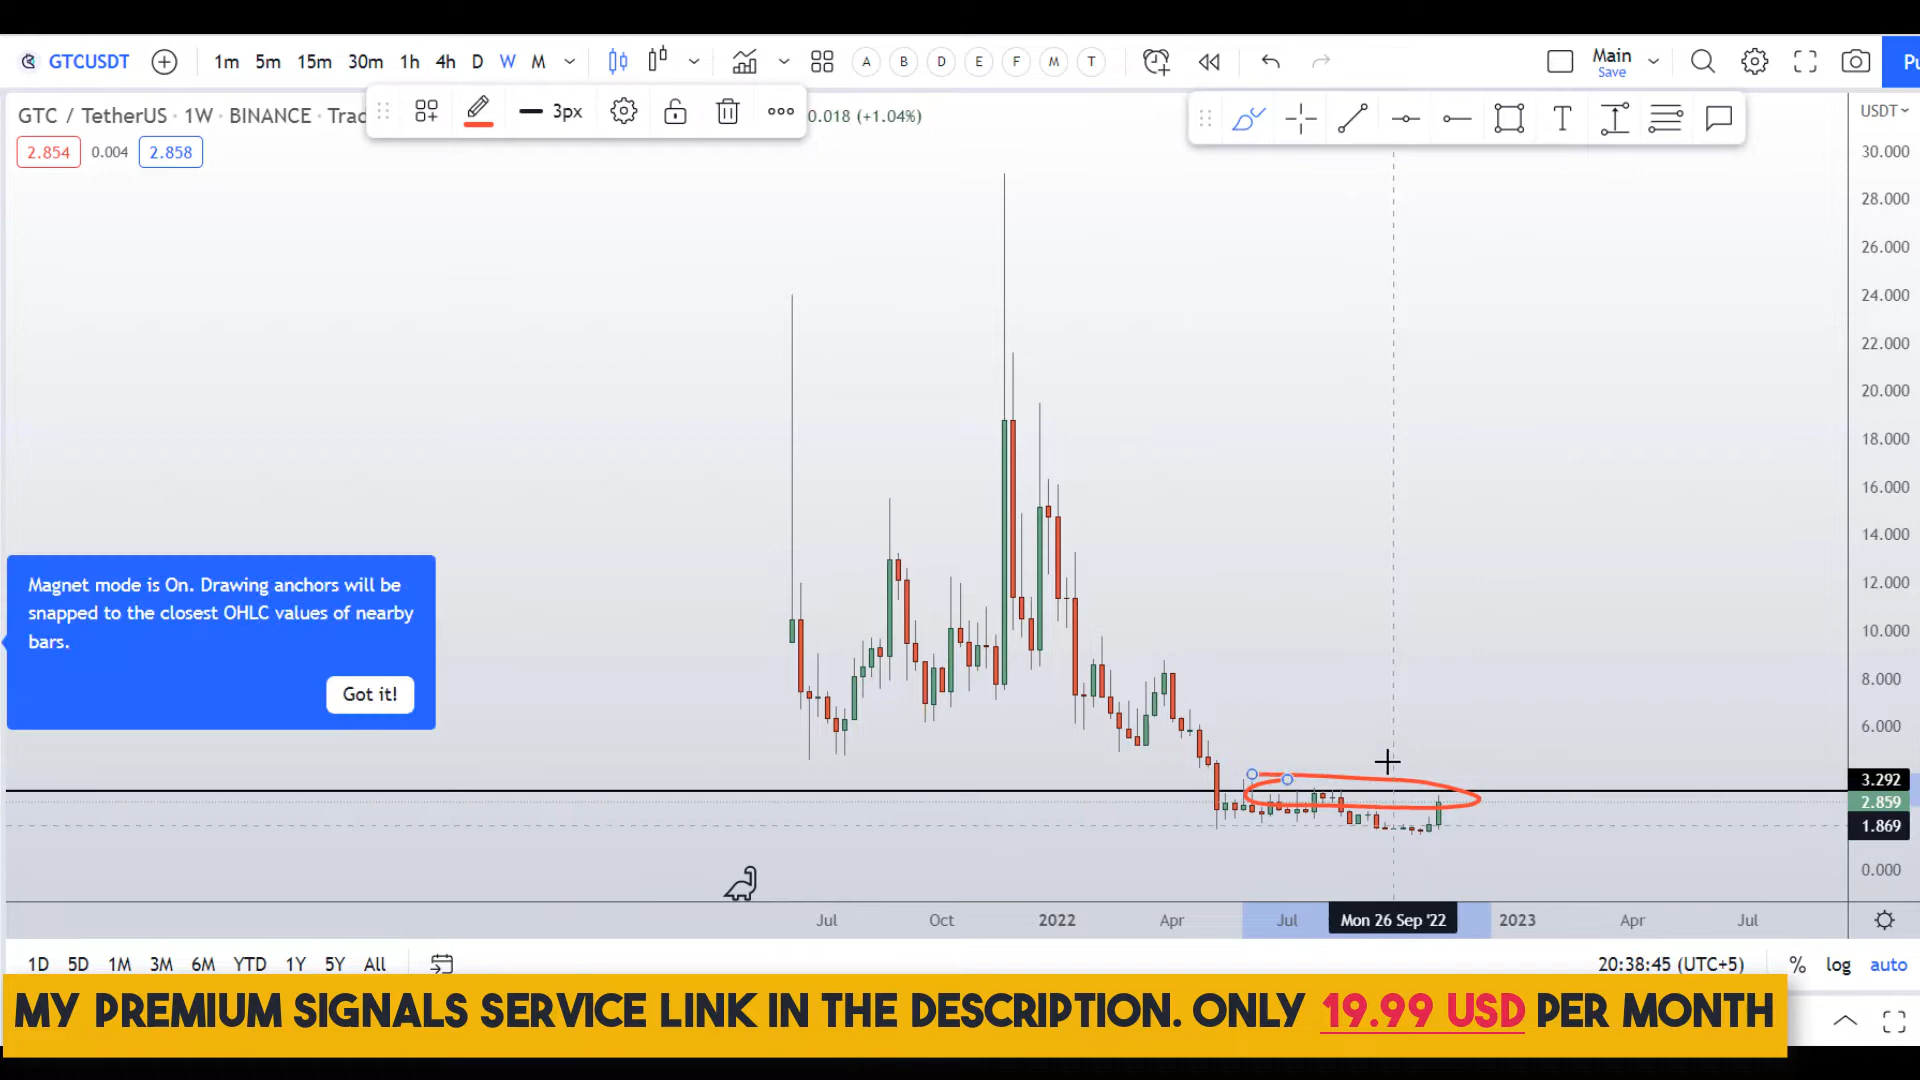 GTCUSDT 1m 5m 15m 30m 1h 4h D W M A B D E F M T Main
Save
GTC / TetherUS · 1W · BINANCE · Trad 3px 0.018 (+1.04%) T USDT
2.854 0.004 2.858
30.000
28.000
26.000
24.000
22.000
20.000
18.000
16.000
14.000
12.000
10.000
8.000
6.000
3.292
2.859
1.869
0.000
Magnet mode is On. Drawing anchors will be
snapped to the closest OHLC values of nearby
bars.
Got it!
Jul Oct 2022 Apr Jul Mon 26 Sep '22 2023 Apr Jul
1D 5D 1M 3M 6M YTD 1Y 5Y All 20:38:45 (UTC+5) % log auto
MY PREMIUM SIGNALS SERVICE LINK IN THE DESCRIPTION. ONLY 19.99 USD PER MONTH